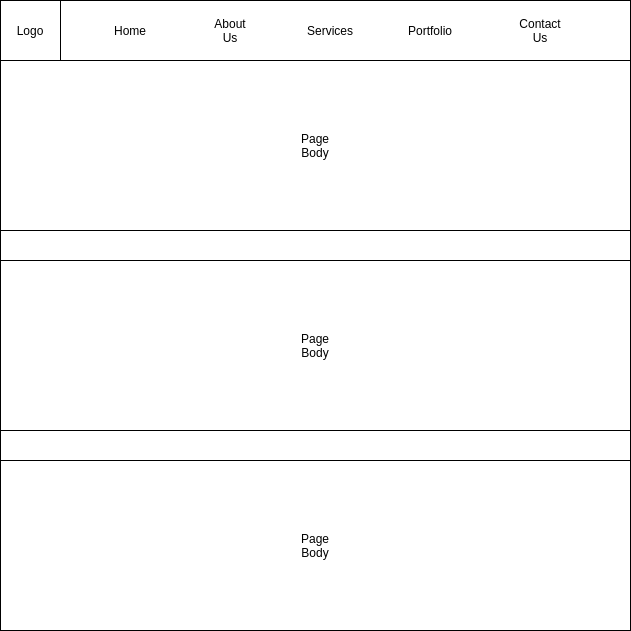 Logo
Home
About
Us
Services
Portfolio
Contact
Us
Page
Body
Page
Body
Page
Body